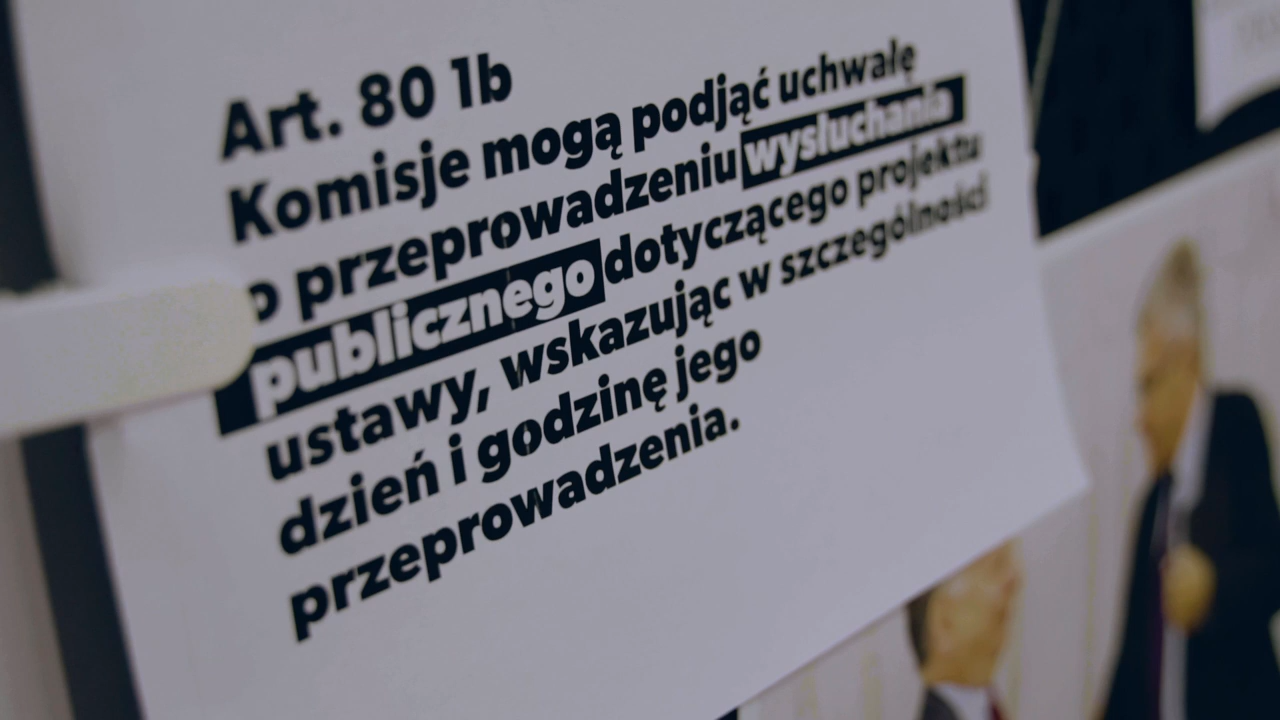 Art. 80 1b
Komisje mogą podjąć uchwałę
o przeprowadzeniu wysłuchania
publicznego dotyczącego projektu
ustawy, wskazując w szczególności
dzień i godzinę jego
przeprowadzenia.